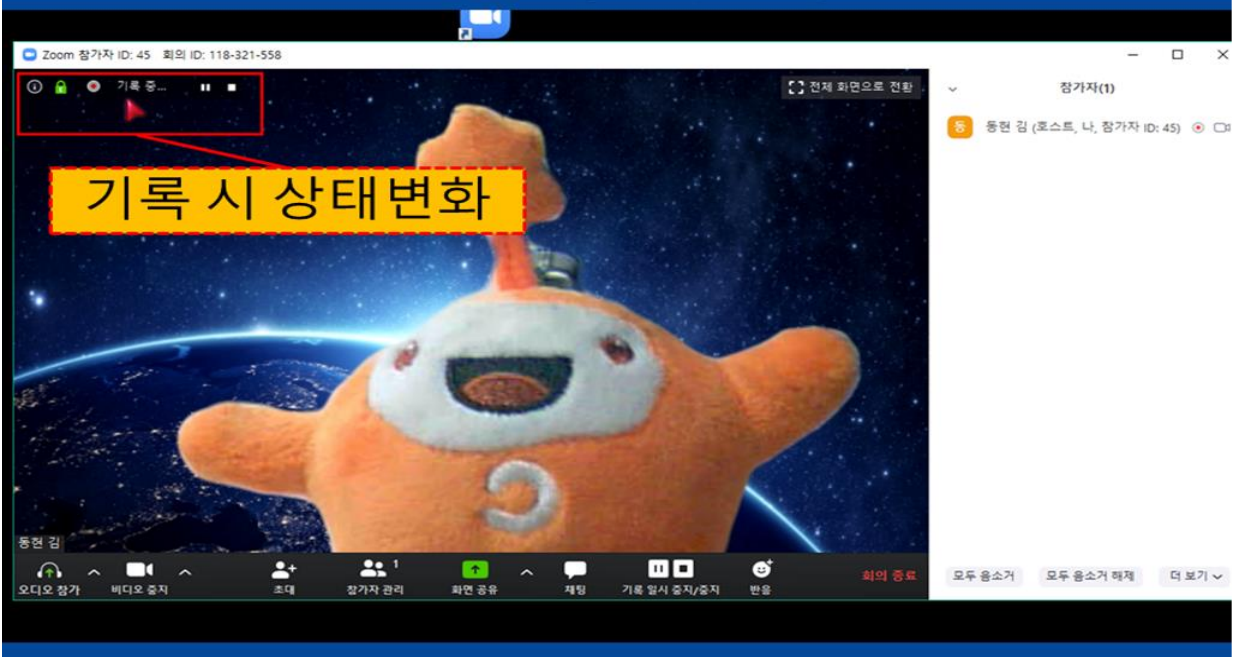 Zoom 참가자 ID: 45 회의 ID: 118-321-558
기록 중...
전체 화면으로 전환
기록 시 상태변화
동현 김
오디오 참가
비디오 중지
초대
참가자 관리 1
화면 공유
채팅
기록 일시 중지/중지
반응
회의 종료
참가자(1)
동 동현 김 (호스트, 나, 참가자 ID: 45)
모두 음소거
모두 음소거 해제
더 보기